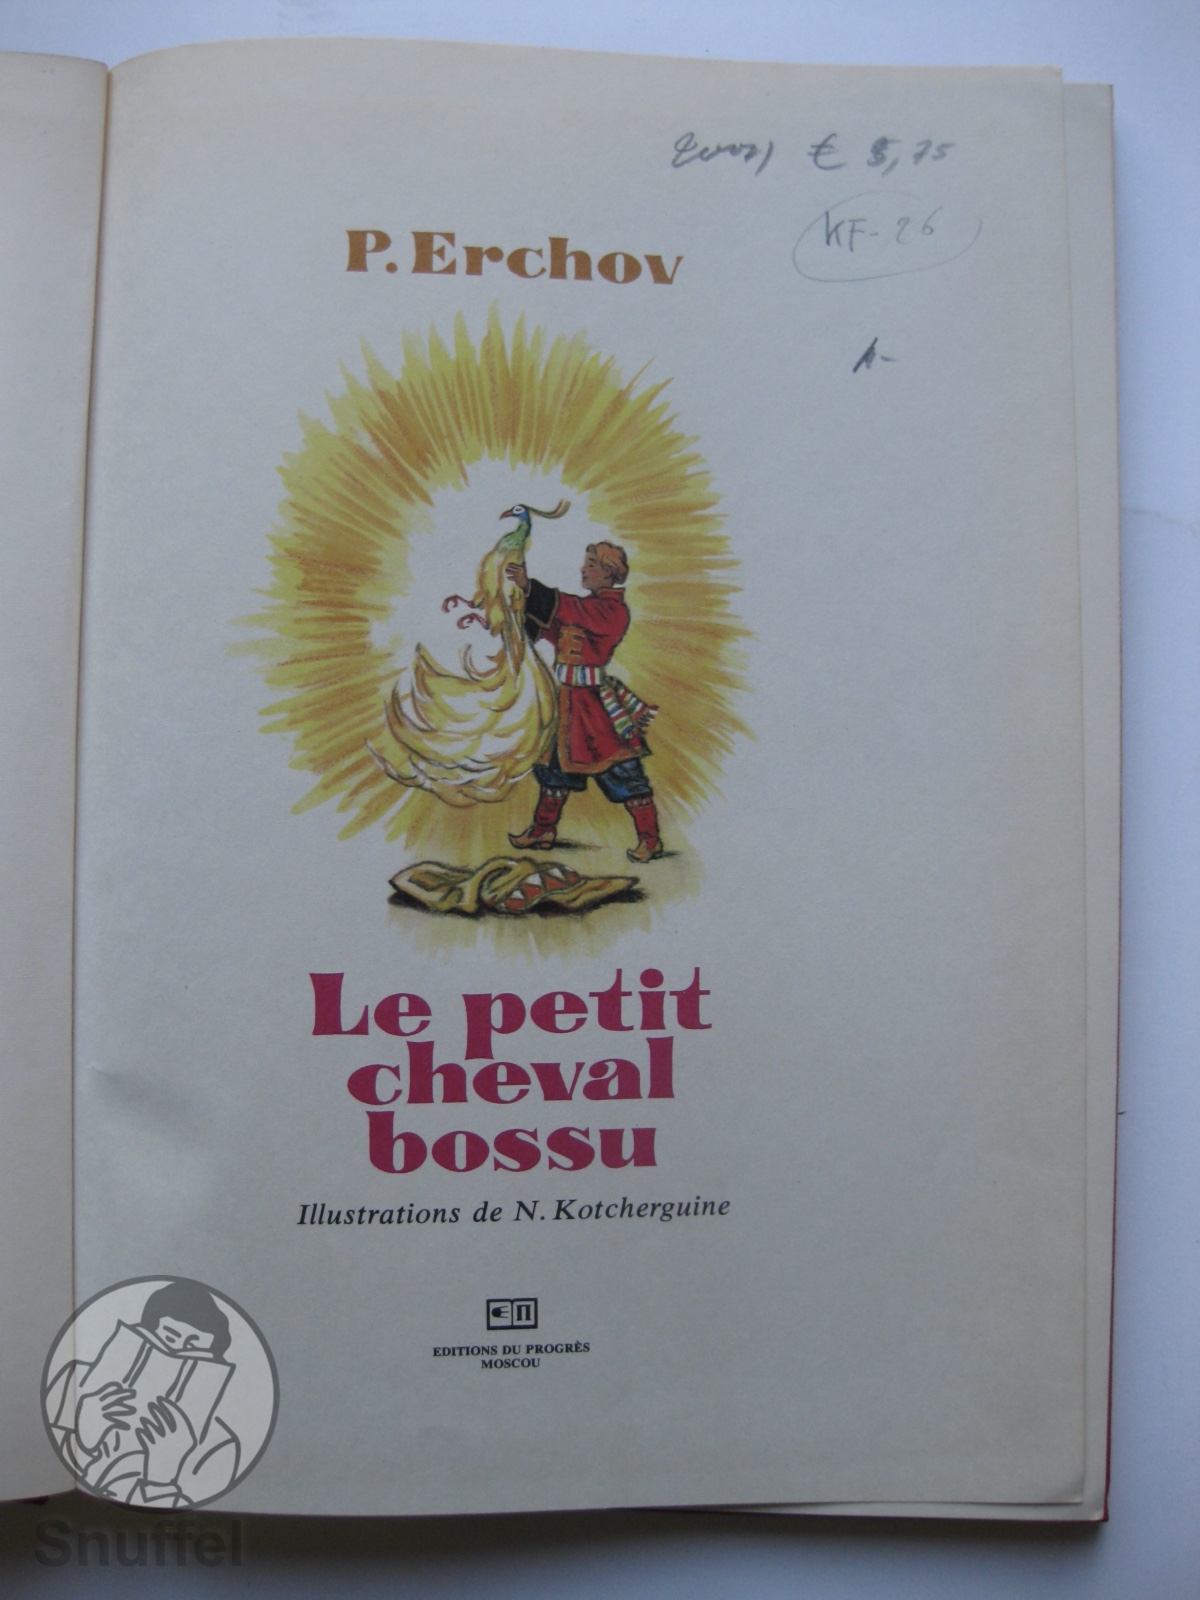 € 5,75
KF-26
P. Erchov
Le petit
cheval
bossu
Illustrations de N. Kotcherguine
EDITIONS DU PROGRÈS
MOSCOU
Snuffel